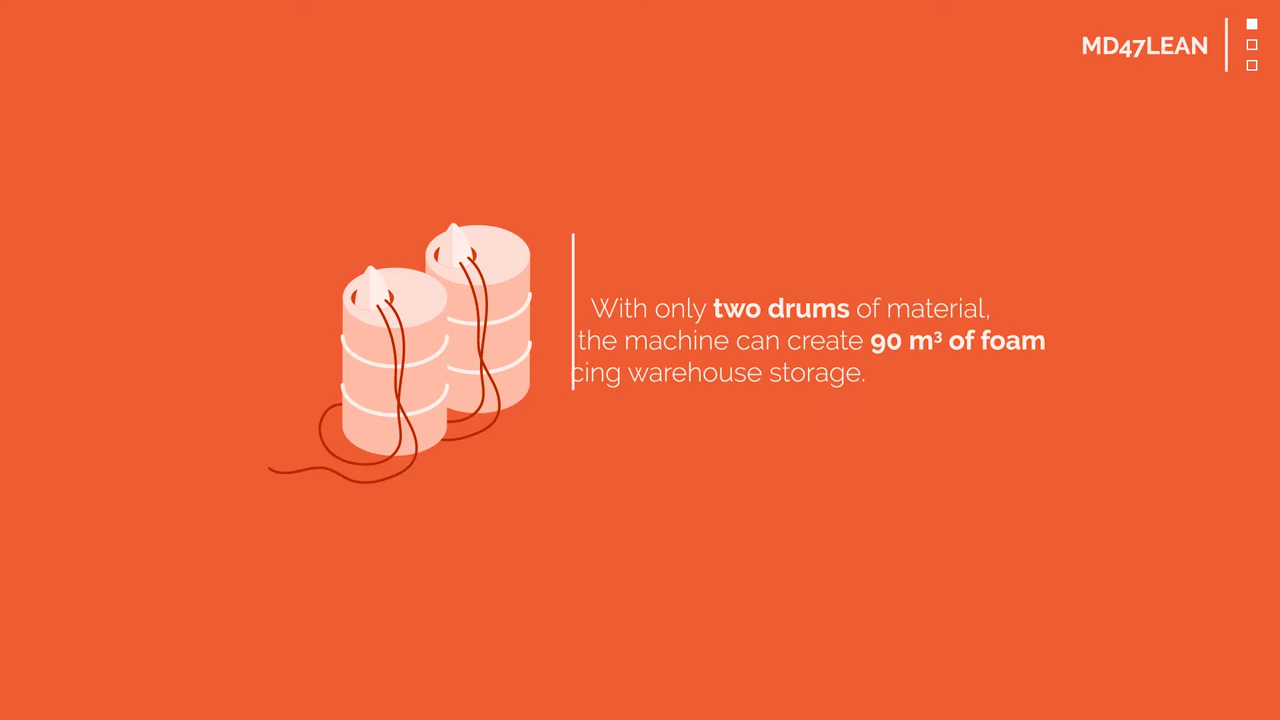 MD47LEAN
With only two drums of material,
the machine can create 90 m³ of foam
cing warehouse storage.